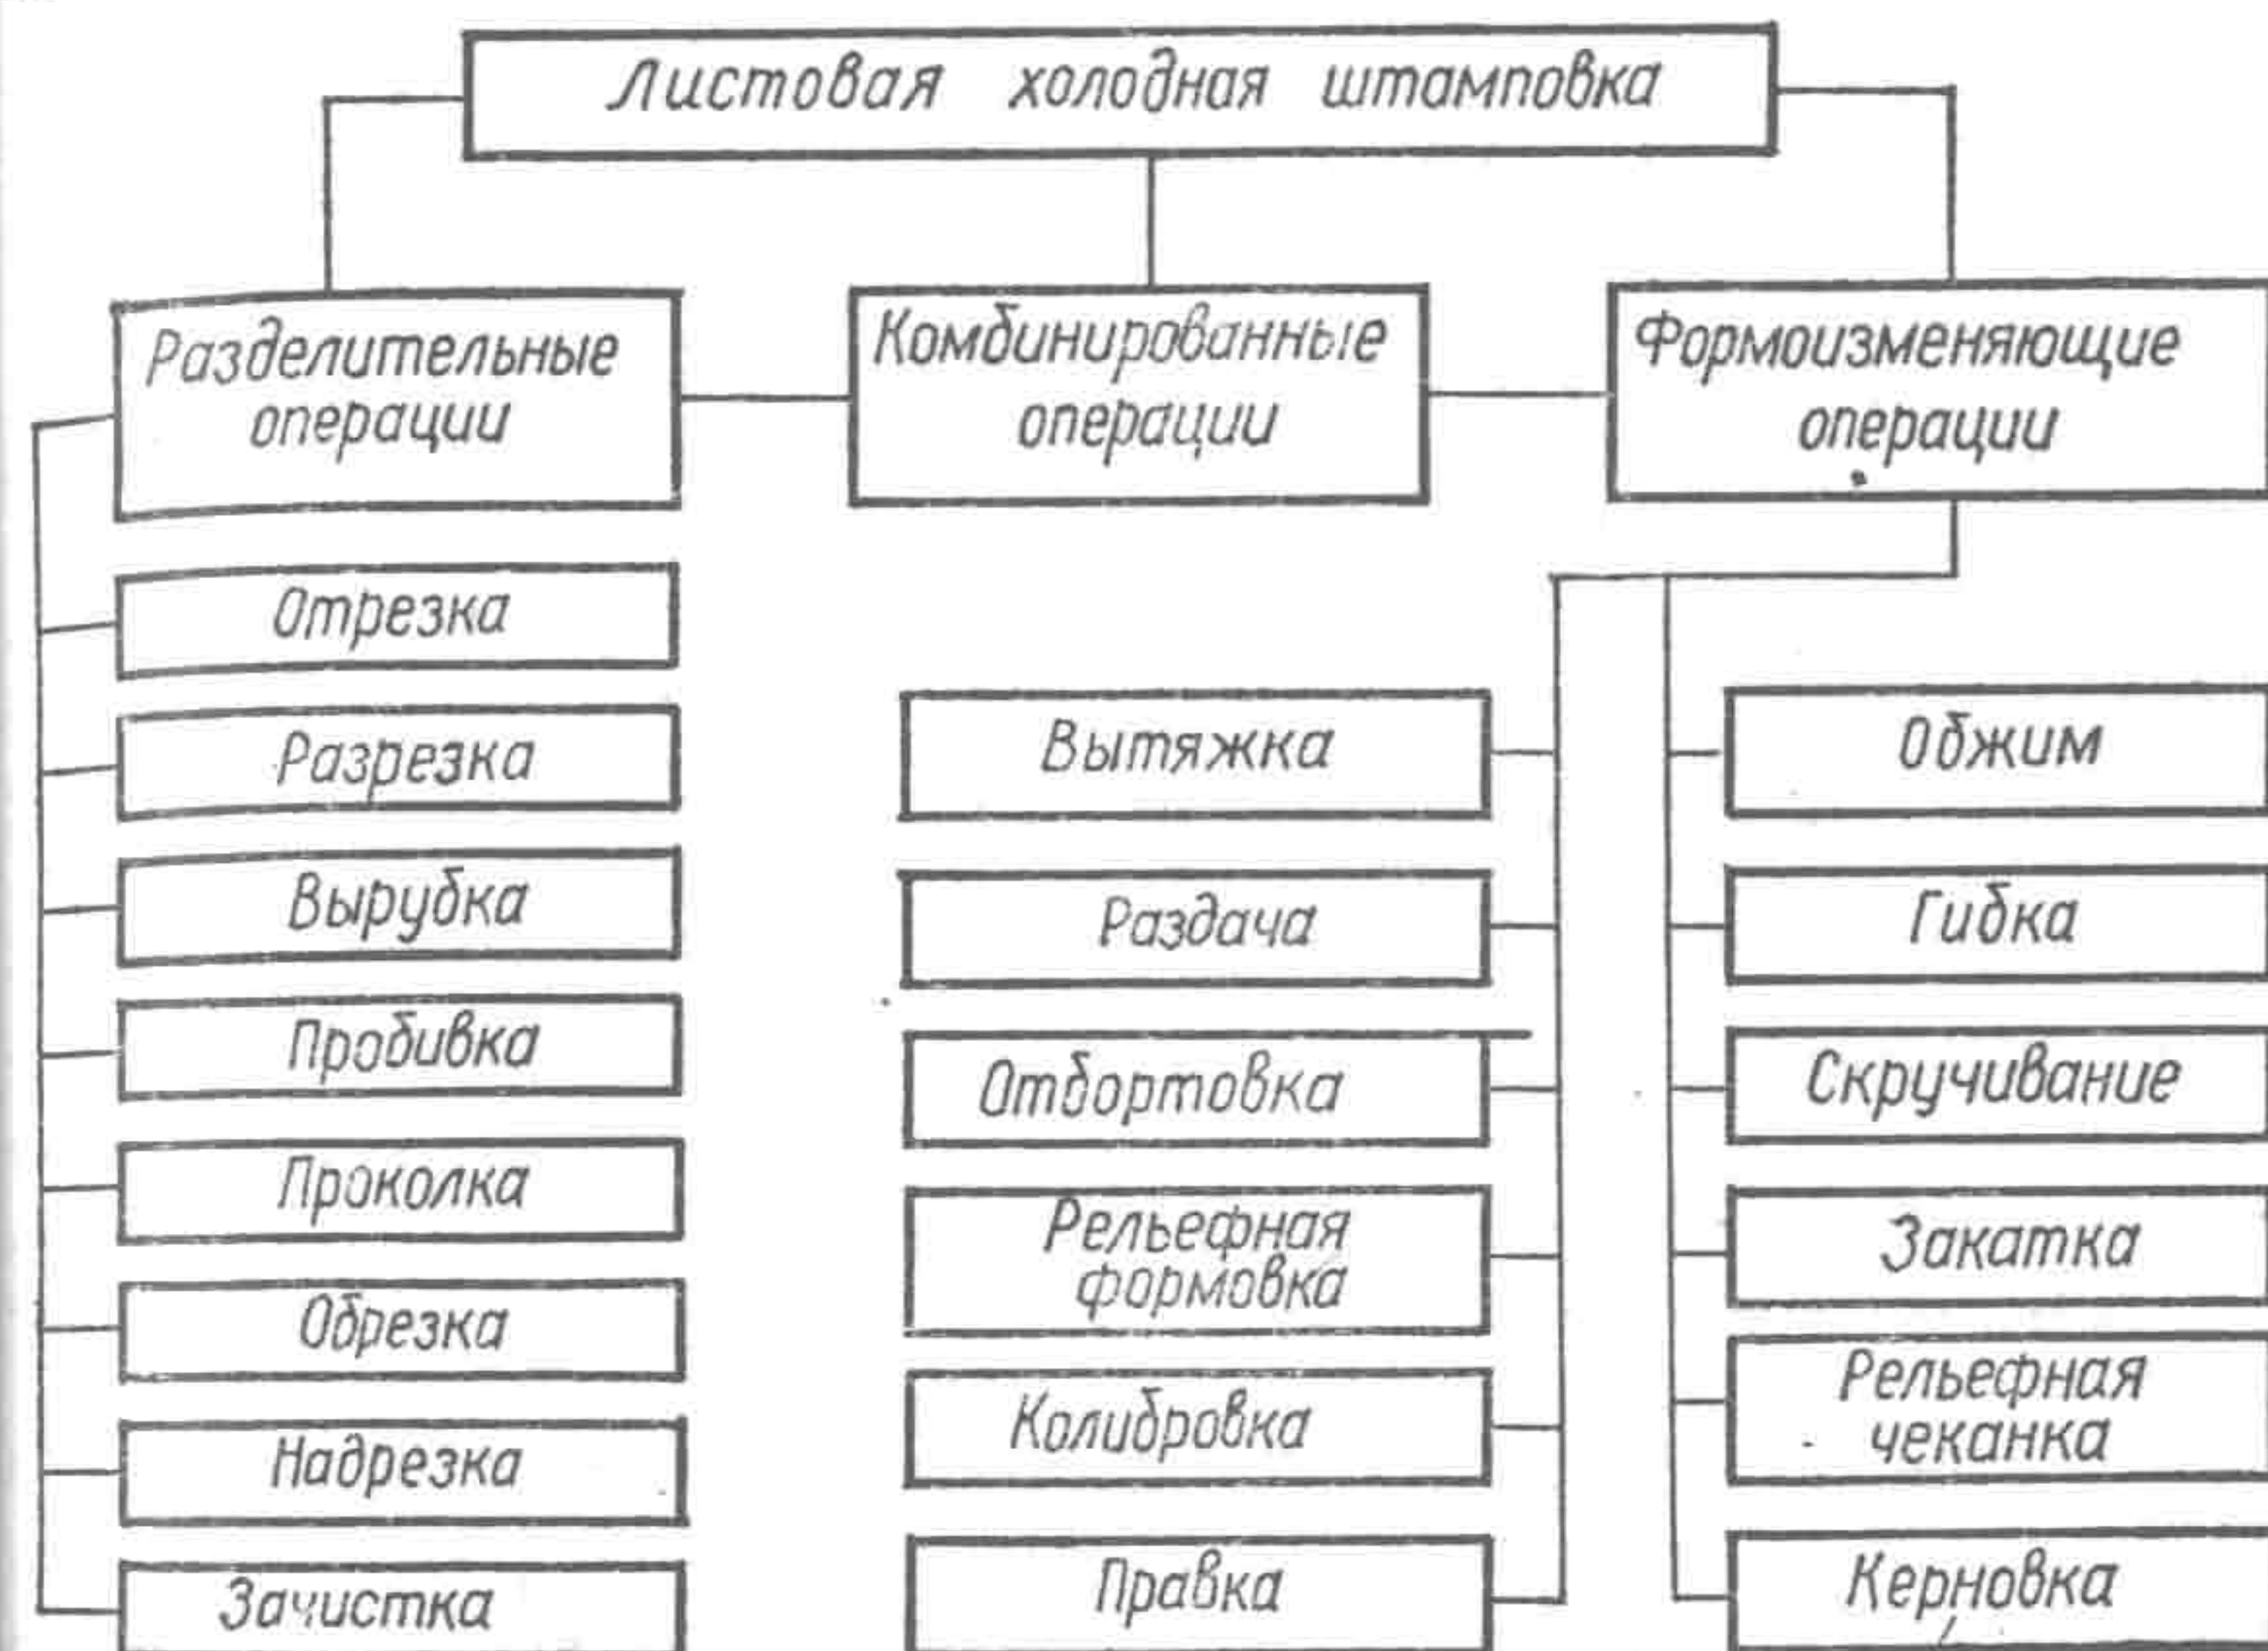 Листовая холодная штамповка
Разделительные
операции
Комбинированные
операции
Формоизменяющие
операции
Отрезка
Разрезка
Вырубка
Пробивка
Проколка
Обрезка
Надрезка
Зачистка
Вытяжка
Раздача
Отбортовка
Рельефная
формовка
Колибровка
Правка
Обжим
Гибка
Скручивание
Закатка
Рельефная
чеканка
Керновка